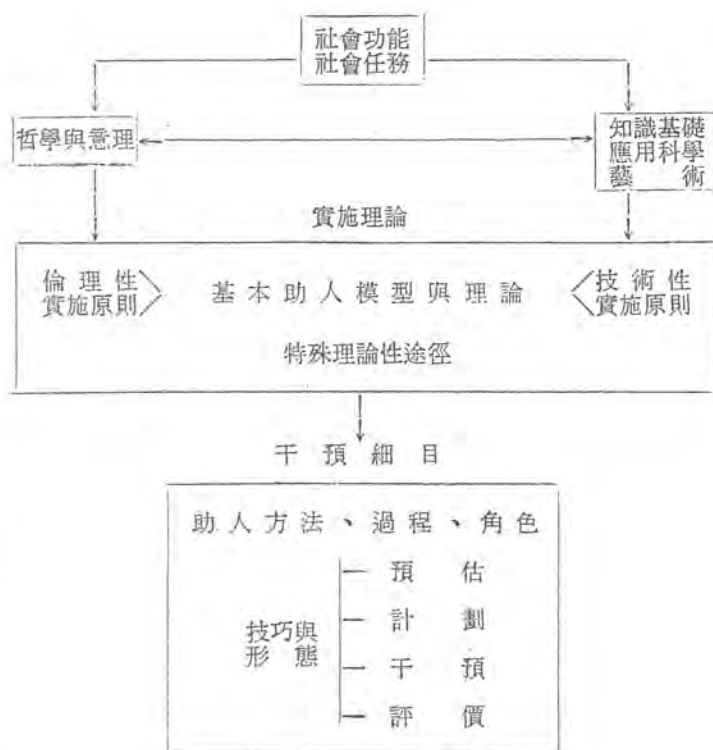 社會功能
社會任務
哲學與意理
知識基礎
應用科學
藝術
實施理論
倫理性
實施原則
基本助人模型與理論
技術性
實施原則
特殊理論性途徑
干預細目
助人方法、過程、角色
技巧與
形態
預估
計劃
干預
評價